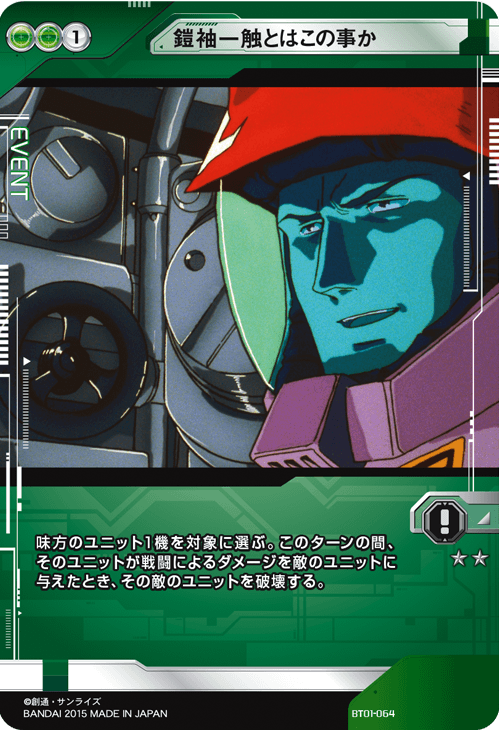 1
鎧袖一触とはこの事か
EVENT
味方のユニット1機を対象に選ぶ。このターンの間、
そのユニットが戦闘によるダメージを敵のユニットに
与えたとき、その敵のユニットを破壊する。
©創通・サンライズ
BANDAI 2015 MADE IN JAPAN
BT01-064